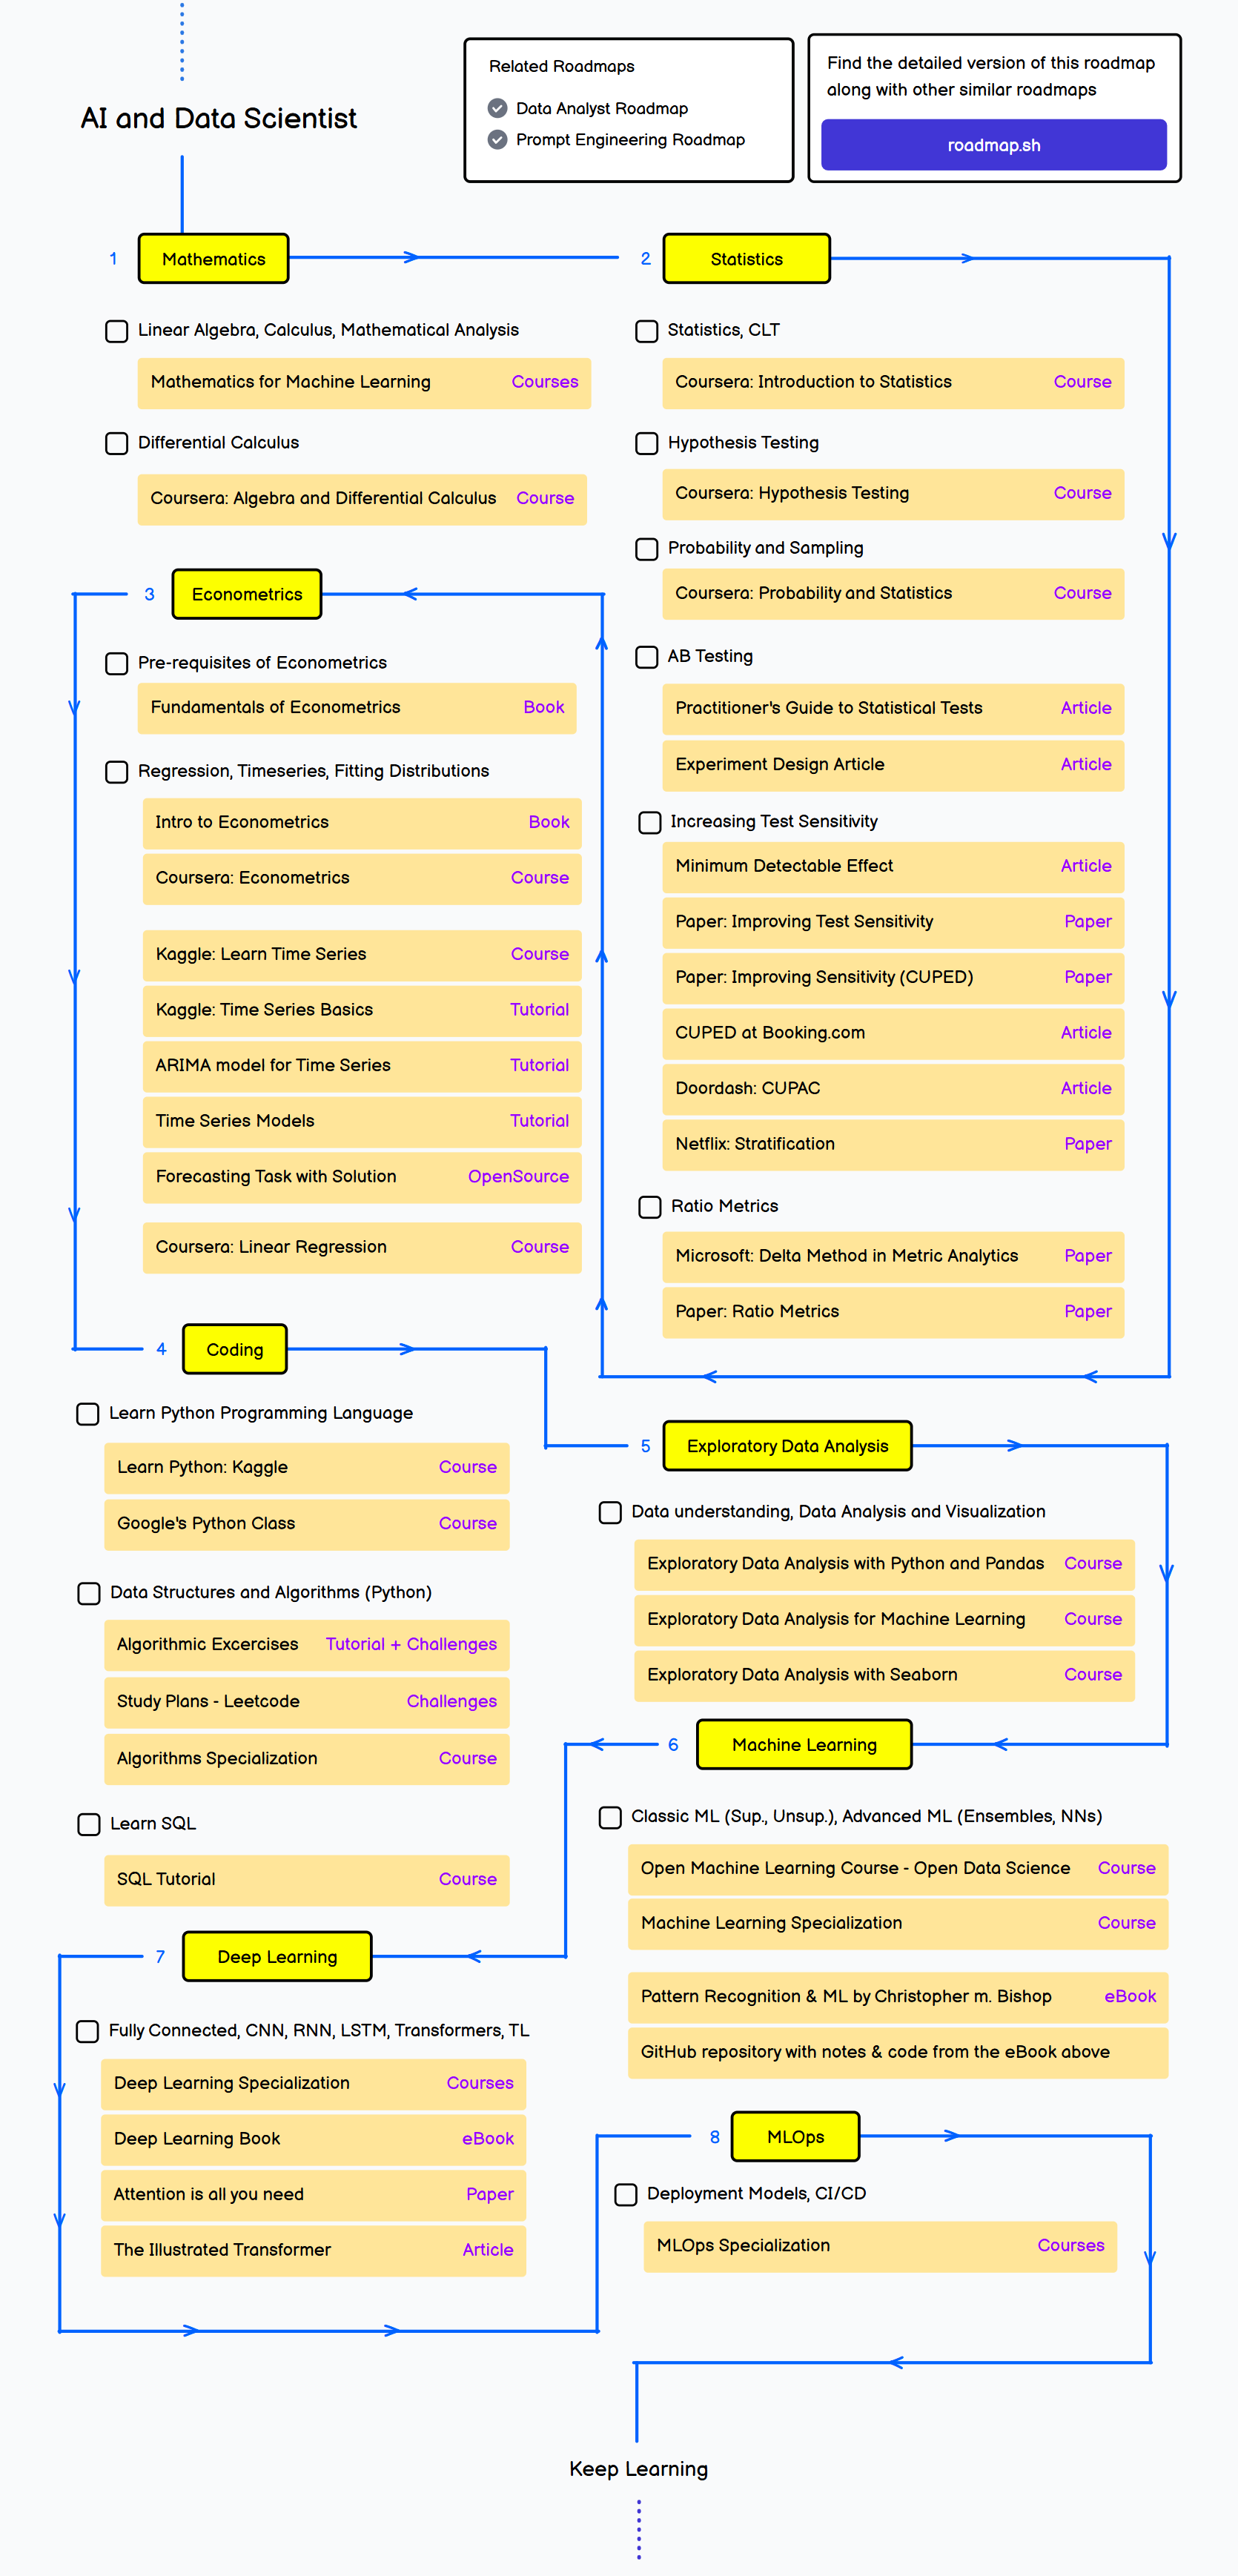 AI and Data Scientist
Related Roadmaps
Data Analyst Roadmap
Prompt Engineering Roadmap
Find the detailed version of this roadmap
along with other similar roadmaps
roadmap.sh
1 Mathematics
Linear Algebra, Calculus, Mathematical Analysis
Mathematics for Machine Learning Courses
Differential Calculus
Coursera: Algebra and Differential Calculus Course
2 Statistics
Statistics, CLT
Coursera: Introduction to Statistics Course
Hypothesis Testing
Coursera: Hypothesis Testing Course
Probability and Sampling
Coursera: Probability and Statistics Course
AB Testing
Practitioner's Guide to Statistical Tests Article
Experiment Design Article Article
Increasing Test Sensitivity
Minimum Detectable Effect Article
Paper: Improving Test Sensitivity Paper
Paper: Improving Sensitivity (CUPED) Paper
CUPED at Booking.com Article
Doordash: CUPAC Article
Netflix: Stratification Paper
Ratio Metrics
Microsoft: Delta Method in Metric Analytics Paper
Paper: Ratio Metrics Paper
3 Econometrics
Pre-requisites of Econometrics
Fundamentals of Econometrics Book
Regression, Timeseries, Fitting Distributions
Intro to Econometrics Book
Coursera: Econometrics Course
Kaggle: Learn Time Series Course
Kaggle: Time Series Basics Tutorial
ARIMA model for Time Series Tutorial
Time Series Models Tutorial
Forecasting Task with Solution OpenSource
Coursera: Linear Regression Course
4 Coding
Learn Python Programming Language
Learn Python: Kaggle Course
Google's Python Class Course
Data Structures and Algorithms (Python)
Algorithmic Excercises Tutorial + Challenges
Study Plans - Leetcode Challenges
Algorithms Specialization Course
Learn SQL
SQL Tutorial Course
5 Exploratory Data Analysis
Data understanding, Data Analysis and Visualization
Exploratory Data Analysis with Python and Pandas Course
Exploratory Data Analysis for Machine Learning Course
Exploratory Data Analysis with Seaborn Course
6 Machine Learning
Classic ML (Sup., Unsup.), Advanced ML (Ensembles, NNs)
Open Machine Learning Course - Open Data Science Course
Machine Learning Specialization Course
Pattern Recognition & ML by Christopher m. Bishop eBook
GitHub repository with notes & code from the eBook above
7 Deep Learning
Fully Connected, CNN, RNN, LSTM, Transformers, TL
Deep Learning Specialization Courses
Deep Learning Book eBook
Attention is all you need Paper
The Illustrated Transformer Article
8 MLOps
Deployment Models, CI/CD
MLOps Specialization Courses
Keep Learning